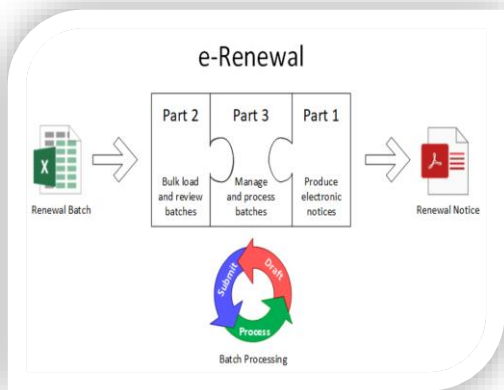 e-Renewal
Part 2
Part 3
Part 1
X
Bulk load
and review
batches
Manage
and process
batches
Produce
electronic
notices
Renewal Batch
Renewal Notice
Submit
Draft
Process
Batch Processing